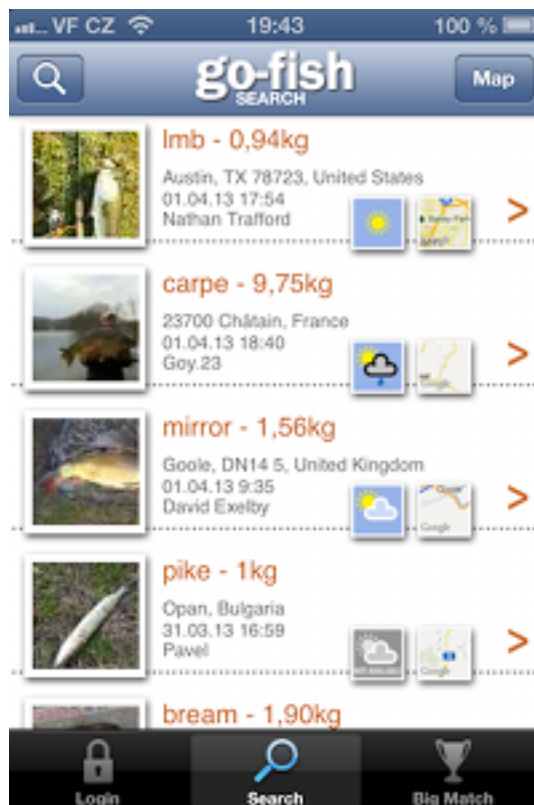 VF CZ 19:43 100 %
go-fish
SEARCH
Map
lmb - 0,94kg
Austin, TX 78723, United States
01.04.13 17:54
Nathan Trafford
carpe - 9,75kg
23700 Châtain, France
01.04.13 18:40
Goy.23
Google
mirror - 1,56kg
Goole, DN14 5, United Kingdom
01.04.13 9:35
David Exelby
Google
pike - 1kg
Opan, Bulgaria
31.03.13 16:59
Pavel
Google
bream - 1,90kg
Login Search Big Match